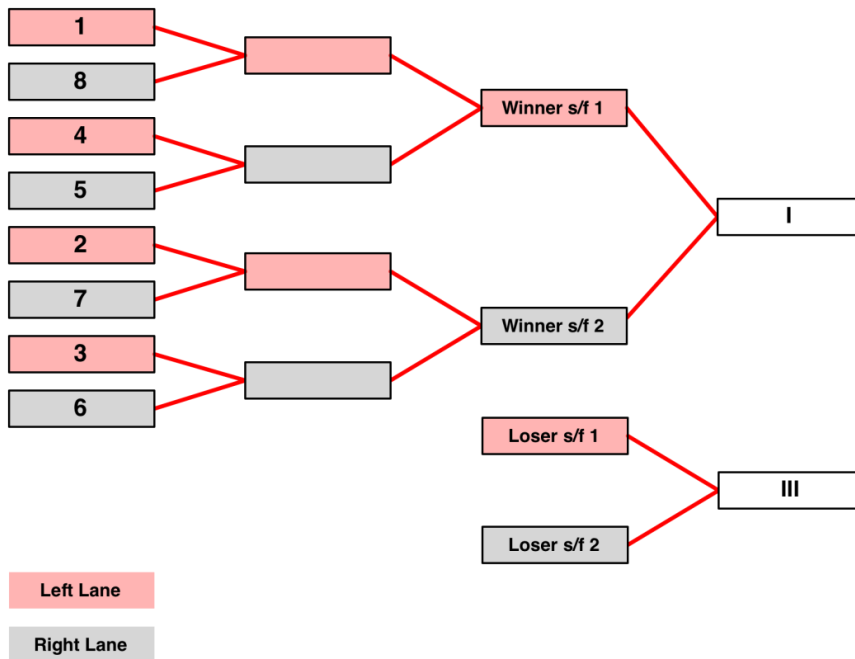 1
8
4
5
2
7
3
6
Winner s/f 1
Winner s/f 2
I
Loser s/f 1
Loser s/f 2
III
Left Lane
Right Lane